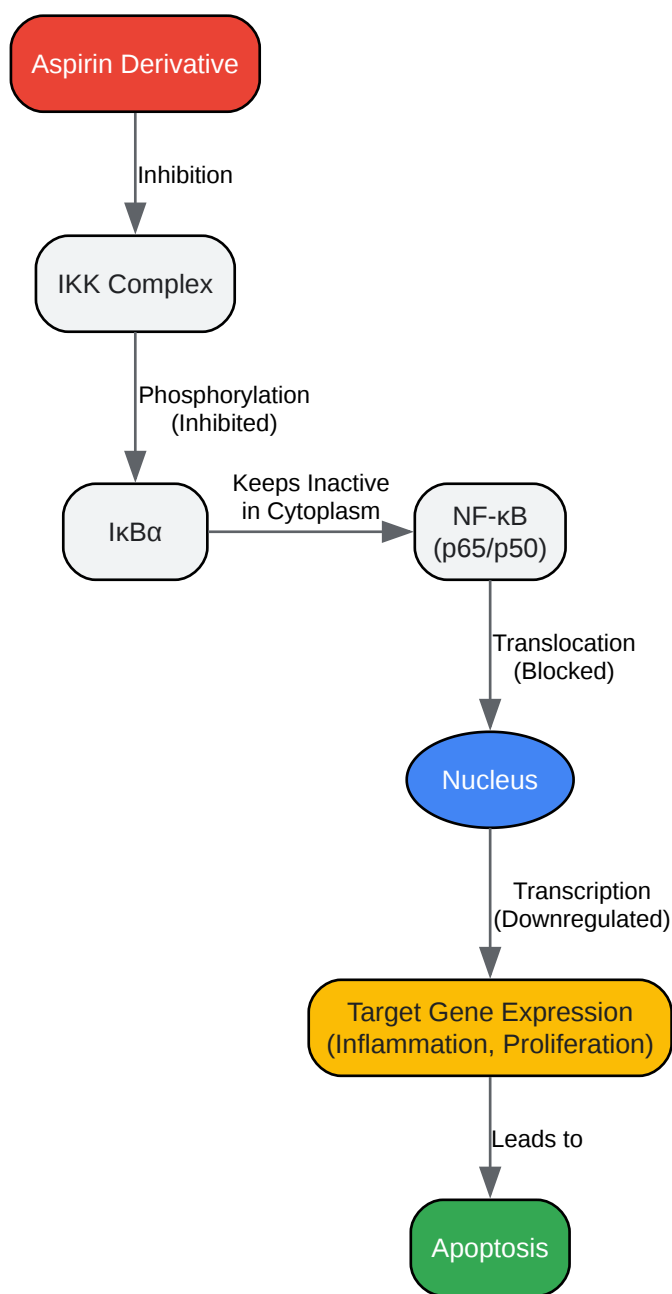 Aspirin Derivative
Inhibition
IKK Complex
Phosphorylation
(Inhibited)
IκBα
Keeps Inactive
in Cytoplasm
NF-κB
(p65/p50)
Translocation
(Blocked)
Nucleus
Transcription
(Downregulated)
Target Gene Expression
(Inflammation, Proliferation)
Leads to
Apoptosis